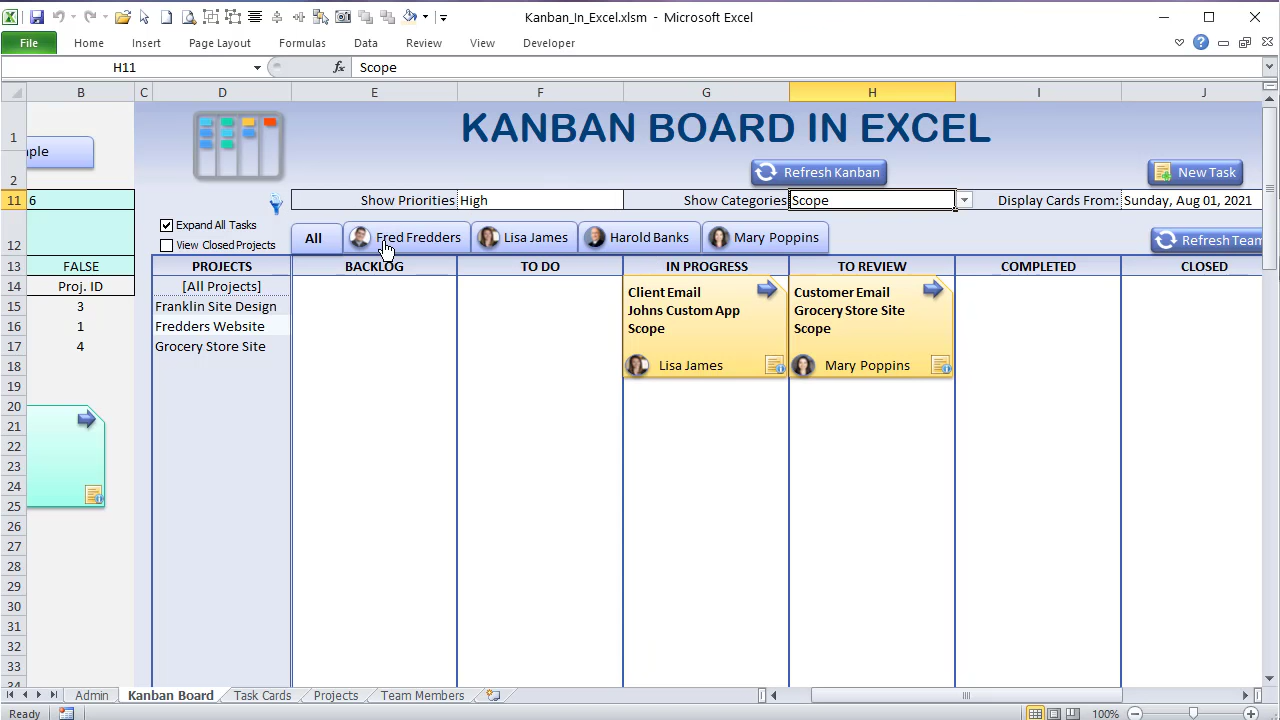 Kanban_In_Excel.xlsm - Microsoft Excel
File Home Insert Page Layout Formulas Data Review View Developer
H11 fx Scope
B C D E F G H I J
KANBAN BOARD IN EXCEL
ple
Refresh Kanban New Task
1
2
11 6 Show Priorities High Show Categories Scope Display Cards From: Sunday, Aug 01, 2021
Expand All Tasks
12 All Fred Fredders Lisa James Harold Banks Mary Poppins Refresh Team
View Closed Projects
13 FALSE PROJECTS BACKLOG TO DO IN PROGRESS TO REVIEW COMPLETED CLOSED
14 Proj. ID [All Projects] Client Email Customer Email
15 3 Franklin Site Design Johns Custom App Grocery Store Site
16 1 Fredders Website Scope Scope
17 4 Grocery Store Site
18 Lisa James Mary Poppins
19
20
21
22
23
24
25
26
27
28
29
30
31
32
33
Admin Kanban Board Task Cards Projects Team Members
Ready 100%